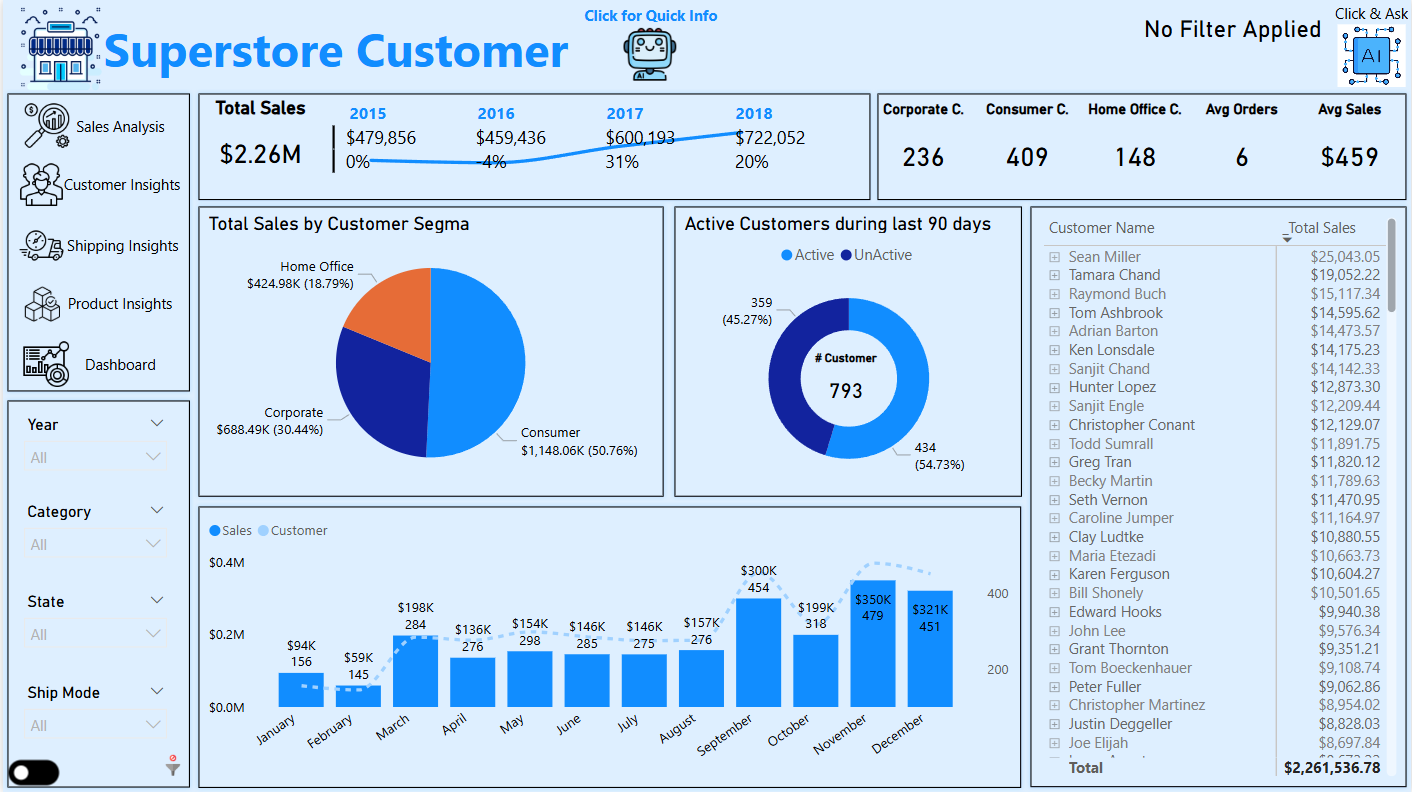 Click for Quick Info
Superstore Customer
AI
No Filter Applied
Click & Ask
AI
Sales Analysis
Customer Insights
Shipping Insights
Product Insights
Dashboard
Year
All
Category
All
State
All
Ship Mode
All
Total Sales
$2.26M
2015 2016 2017 2018
$479,856 $459,436 $600,193 $722,052
0% -4% 31% 20%
Corporate C. Consumer C. Home Office C. Avg Orders Avg Sales
236 409 148 6 $459
Total Sales by Customer Segma
Home Office
$424.98K (18.79%)
Corporate
$688.49K (30.44%)
Consumer
$1,148.06K (50.76%)
Active Customers during last 90 days
Active UnActive
359
(45.27%)
# Customer
793
434
(54.73%)
Sales Customer
$0.4M
$0.2M
$0.0M
400
200
$94K
156
$59K
145
$198K
284
$136K
276
$154K
298
$146K
285
$146K
275
$157K
276
$300K
454
$199K
318
$350K
479
$321K
451
January February March April May June July August September October November December
Customer Name _Total Sales
Sean Miller $25,043.05
Tamara Chand $19,052.22
Raymond Buch $15,117.34
Tom Ashbrook $14,595.62
Adrian Barton $14,473.57
Ken Lonsdale $14,175.23
Sanjit Chand $14,142.33
Hunter Lopez $12,873.30
Sanjit Engle $12,209.44
Christopher Conant $12,129.07
Todd Sumrall $11,891.75
Greg Tran $11,820.12
Becky Martin $11,789.63
Seth Vernon $11,470.95
Caroline Jumper $11,164.97
Clay Ludtke $10,880.55
Maria Etezadi $10,663.73
Karen Ferguson $10,604.27
Bill Shonely $10,501.65
Edward Hooks $9,940.38
John Lee $9,576.34
Grant Thornton $9,351.21
Tom Boeckenhauer $9,108.74
Peter Fuller $9,062.86
Christopher Martinez $8,954.02
Justin Deggeller $8,828.03
Joe Elijah $8,697.84
Total $2,261,536.78